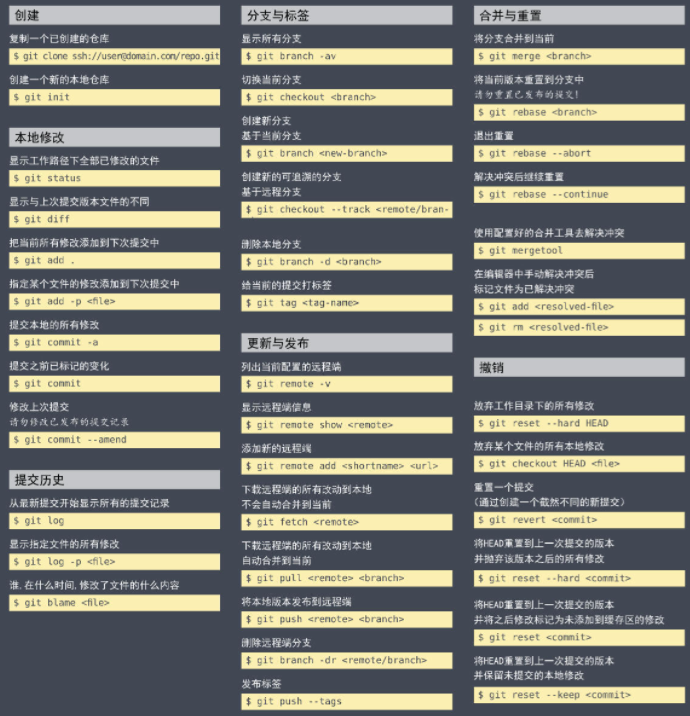 创建
复制一个已创建的仓库
$ git clone ssh://user@domain.com/repo.git
创建一个新的本地仓库
$ git init
本地修改
显示工作路径下全部已修改的文件
$ git status
显示与上次提交版本文件的不同
$ git diff
把当前所有修改添加到下次提交中
$ git add .
指定某个文件的修改添加到下次提交中
$ git add -p <file>
提交本地的所有修改
$ git commit -a
提交之前已标记的变化
$ git commit
修改上次提交
请勿修改已发布的提交记录
$ git commit --amend
提交历史
从最新提交开始显示所有的提交记录
$ git log
显示指定文件的所有修改
$ git log -p <file>
谁,在什么时间,修改了文件的什么内容
$ git blame <file>
分支与标签
显示所有分支
$ git branch -av
切换当前分支
$ git checkout <branch>
创建新分支
基于当前分支
$ git branch <new-branch>
创建新的可追溯的分支
基于远程分支
$ git checkout --track <remote/bran-
删除本地分支
$ git branch -d <branch>
给当前的提交打标签
$ git tag <tag-name>
更新与发布
列出当前配置的远程端
$ git remote -v
显示远程端信息
$ git remote show <remote>
添加新的远程端
$ git remote add <shortname> <url>
下载远程端的所有改动到本地
不会自动合并到当前
$ git fetch <remote>
下载远程端的所有改动到本地
自动合并到当前
$ git pull <remote> <branch>
将本地版本发布到远程端
$ git push <remote> <branch>
删除远程端分支
$ git branch -dr <remote/branch>
发布标签
$ git push --tags
合并与重置
将分支合并到当前
$ git merge <branch>
将当前版本重置到分支中
请勿重置已发布的提交!
$ git rebase <branch>
退出重置
$ git rebase --abort
解决冲突后继续重置
$ git rebase --continue
使用配置好的合并工具去解决冲突
$ git mergetool
在编辑器中手动解决冲突后
标记文件为已解决冲突
$ git add <resolved-file>
$ git rm <resolved-file>
撤销
放弃工作目录下的所有修改
$ git reset --hard HEAD
放弃某个文件的所有本地修改
$ git checkout HEAD <file>
重置一个提交
(通过创建一个截然不同的新提交)
$ git revert <commit>
将HEAD重置到上一次提交的版本
并抛弃该版本之后的所有修改
$ git reset --hard <commit>
将HEAD重置到上一次提交的版本
并将之后修改标记为未添加到缓存区的修改
$ git reset <commit>
将HEAD重置到上一次提交的版本
并保留未提交的本地修改
$ git reset --keep <commit>